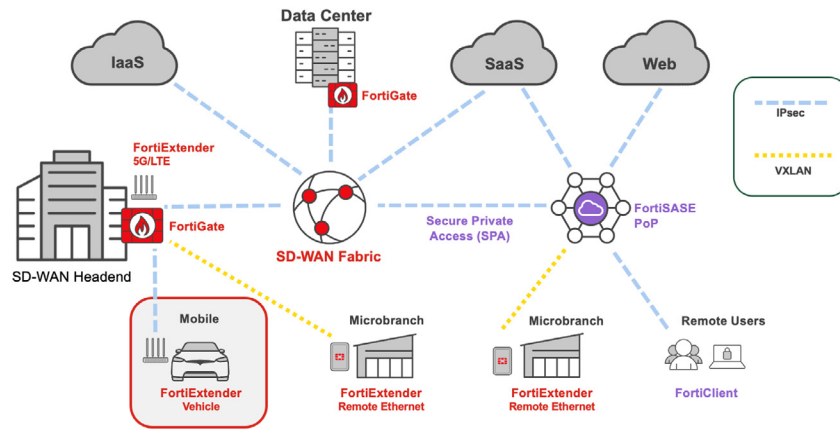 Data Center
IaaS
SaaS
Web
FortiGate
IPsec
VXLAN
FortiExtender
5G/LTE
FortiGate
SD-WAN Headend
SD-WAN Fabric
Secure Private
Access (SPA)
FortiSASE
PoP
Mobile
FortiExtender
Vehicle
Microbranch
FortiExtender
Remote Ethernet
Microbranch
FortiExtender
Remote Ethernet
Remote Users
FortiClient